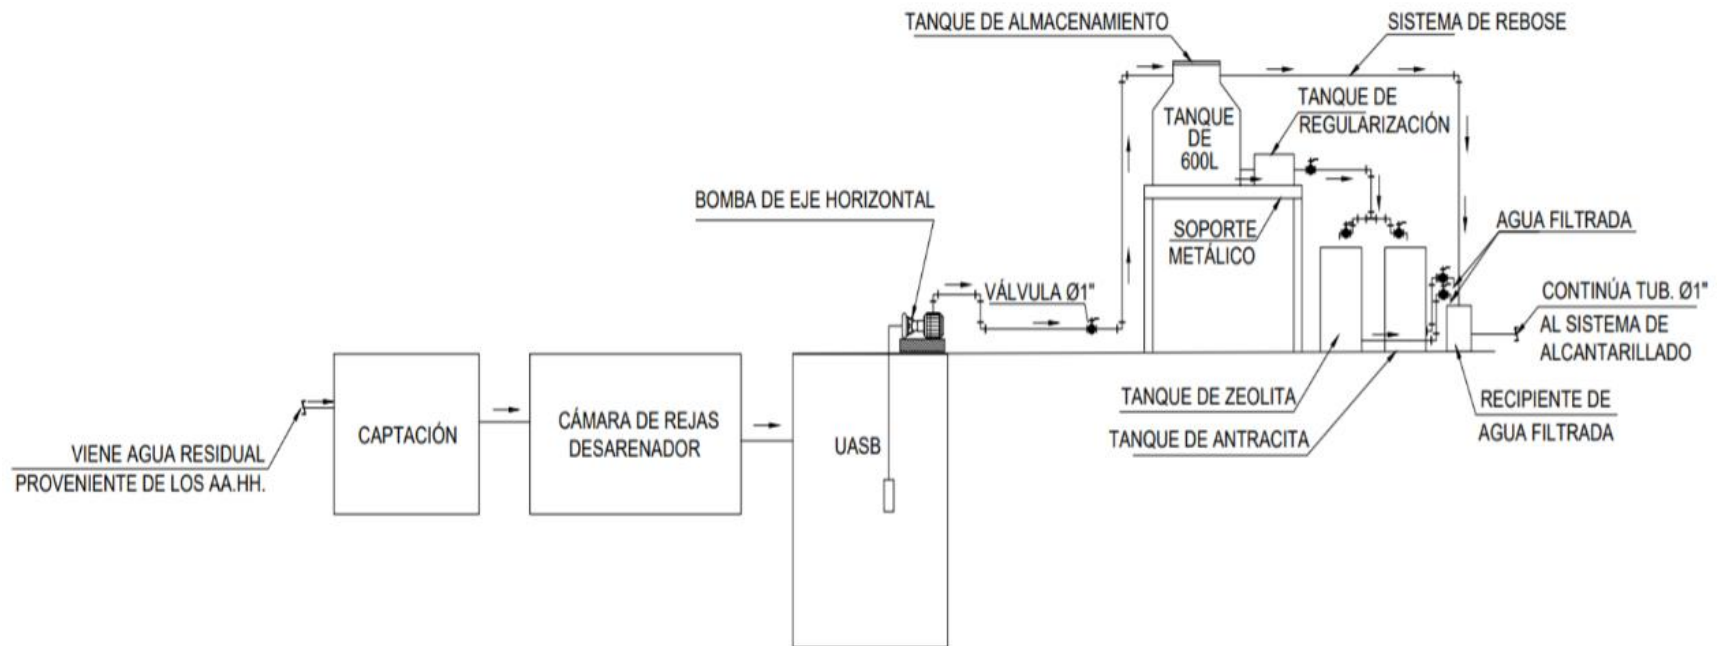 TANQUE DE ALMACENAMIENTO
SISTEMA DE REBOSE
TANQUE DE
REGULARIZACIÓN
TANQUE
DE
600L
BOMBA DE EJE HORIZONTAL
SOPORTE
METÁLICO
AGUA FILTRADA
VÁLVULA Ø1"
CONTINÚA TUB. Ø1"
AL SISTEMA DE
ALCANTARILLADO
TANQUE DE ZEOLITA
TANQUE DE ANTRACITA
RECIPIENTE DE
AGUA FILTRADA
VIENE AGUA RESIDUAL
PROVENIENTE DE LOS AA.HH.
CAPTACIÓN
CÁMARA DE REJAS
DESARENADOR
UASB